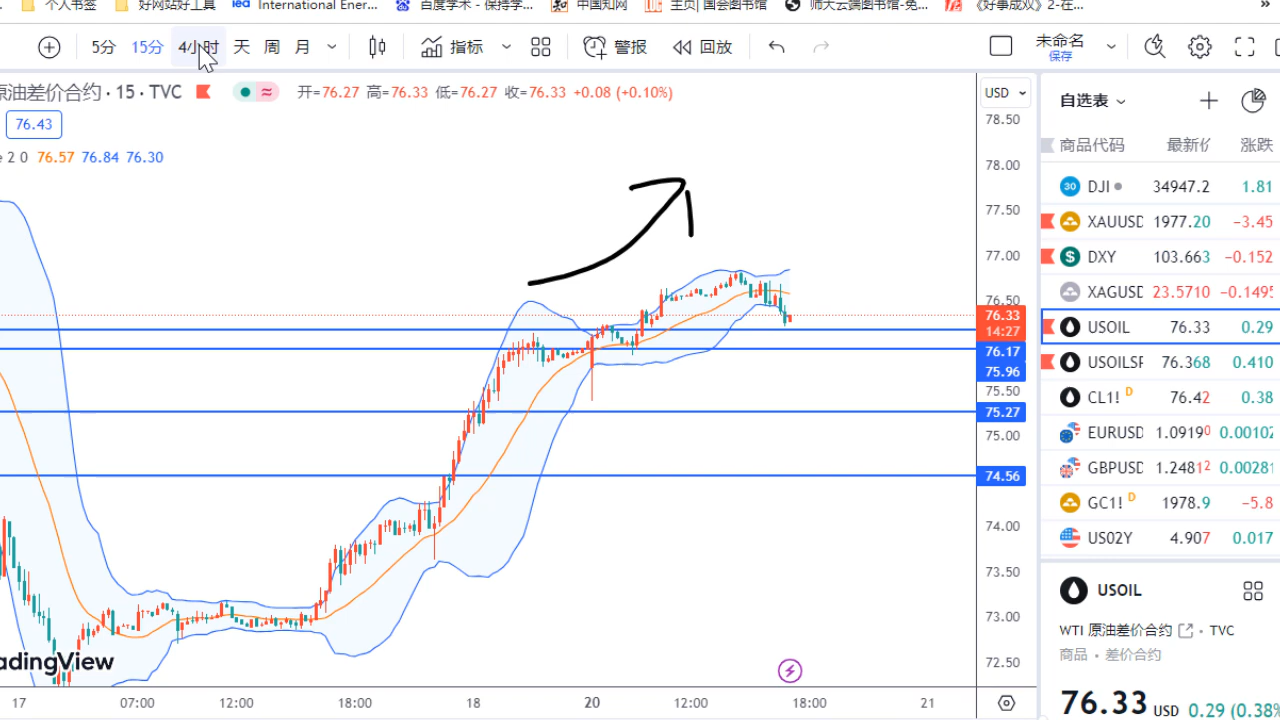 个人书签 好网站好工具 iea International Ener... 百度学术 - 保持学... 中国知网 主页| 国会图书馆 师大云端图书馆-免... 《好事成双》2-在... »
5分 15分 4小时 天 周 月 指标 警报 回放 未命名
保存
原油差价合约 · 15 · TVC 开=76.27 高=76.33 低=76.27 收=76.33 +0.08 (+0.10%)
76.43
2 0 76.57 76.84 76.30
USD
78.50
78.00
77.50
77.00
76.50
76.33
14:27
76.17
75.96
75.50
75.27
75.00
74.56
74.00
73.50
73.00
72.50
adingView
17 07:00 12:00 18:00 18 20 12:00 18:00 21
自选表
商品代码 最新价 涨跌
30 DJI 34947.2 1.81
XAUUSD 1977.20 −3.45
$ DXY 103.663 −0.152
XAGUSD 23.5710 −0.1495
USOIL 76.33 0.29
USOILSP 76.368 0.410
CL1! D 76.42 0.38
EURUSD 1.09190 0.00102
GBPUSD 1.24812 0.00281
GC1! D 1978.9 −5.8
US02Y 4.907 0.017
USOIL
WTI 原油差价合约 · TVC
商品 · 差价合约
76.33 USD 0.29 (0.38%